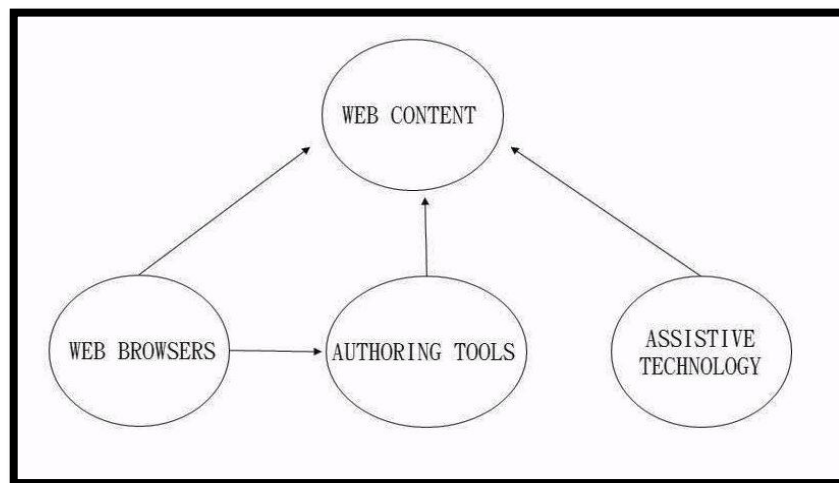 WEB CONTENT
WEB BROWSERS
AUTHORING TOOLS
ASSISTIVE
TECHNOLOGY